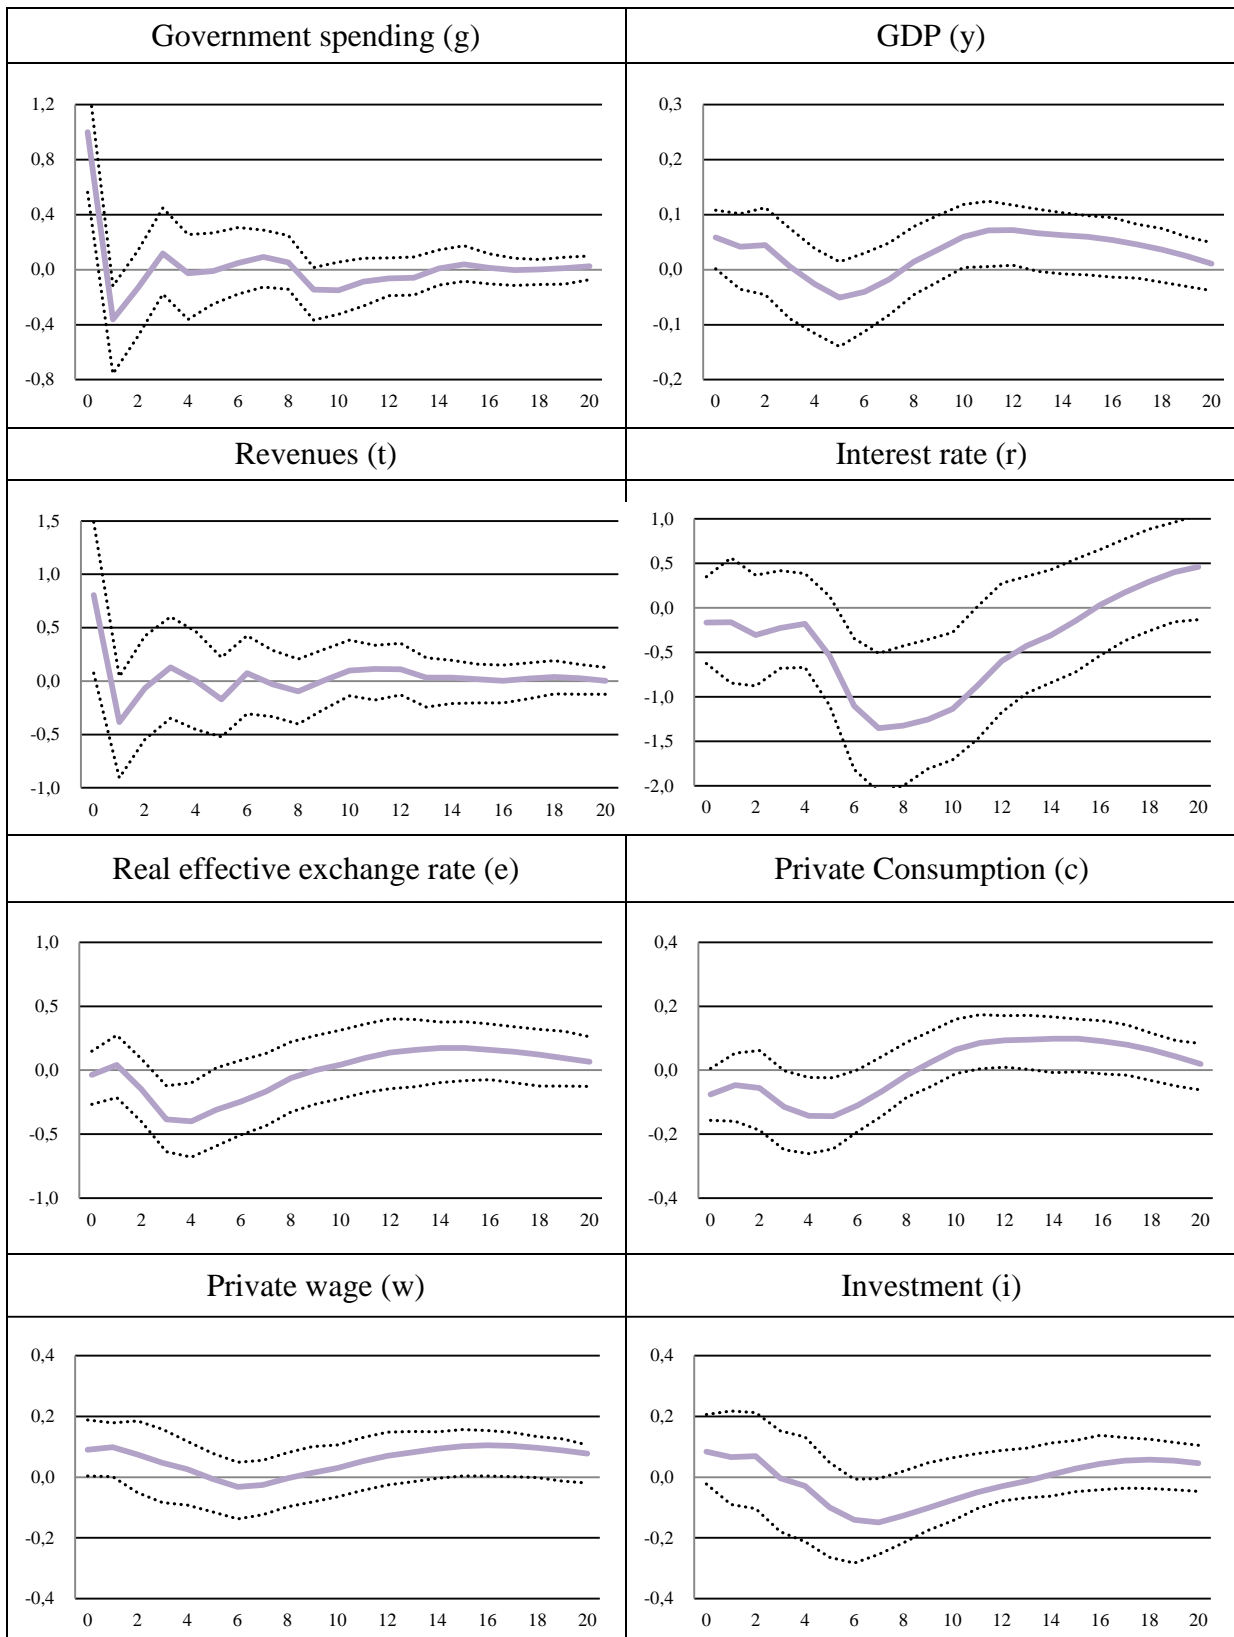 Government spending (g)
GDP (y)
1,2
0,8
0,4
0,0
-0,4
-0,8
0 2 4 6 8 10 12 14 16 18 20
0,3
0,2
0,1
0,0
-0,1
-0,2
0 2 4 6 8 10 12 14 16 18 20
Revenues (t)
Interest rate (r)
1,5
1,0
0,5
0,0
-0,5
-1,0
0 2 4 6 8 10 12 14 16 18 20
1,0
0,5
0,0
-0,5
-1,0
-1,5
-2,0
0 2 4 6 8 10 12 14 16 18 20
Real effective exchange rate (e)
Private Consumption (c)
1,0
0,5
0,0
-0,5
-1,0
0 2 4 6 8 10 12 14 16 18 20
0,4
0,2
0,0
-0,2
-0,4
0 2 4 6 8 10 12 14 16 18 20
Private wage (w)
Investment (i)
0,4
0,2
0,0
-0,2
-0,4
0 2 4 6 8 10 12 14 16 18 20
0,4
0,2
0,0
-0,2
-0,4
0 2 4 6 8 10 12 14 16 18 20